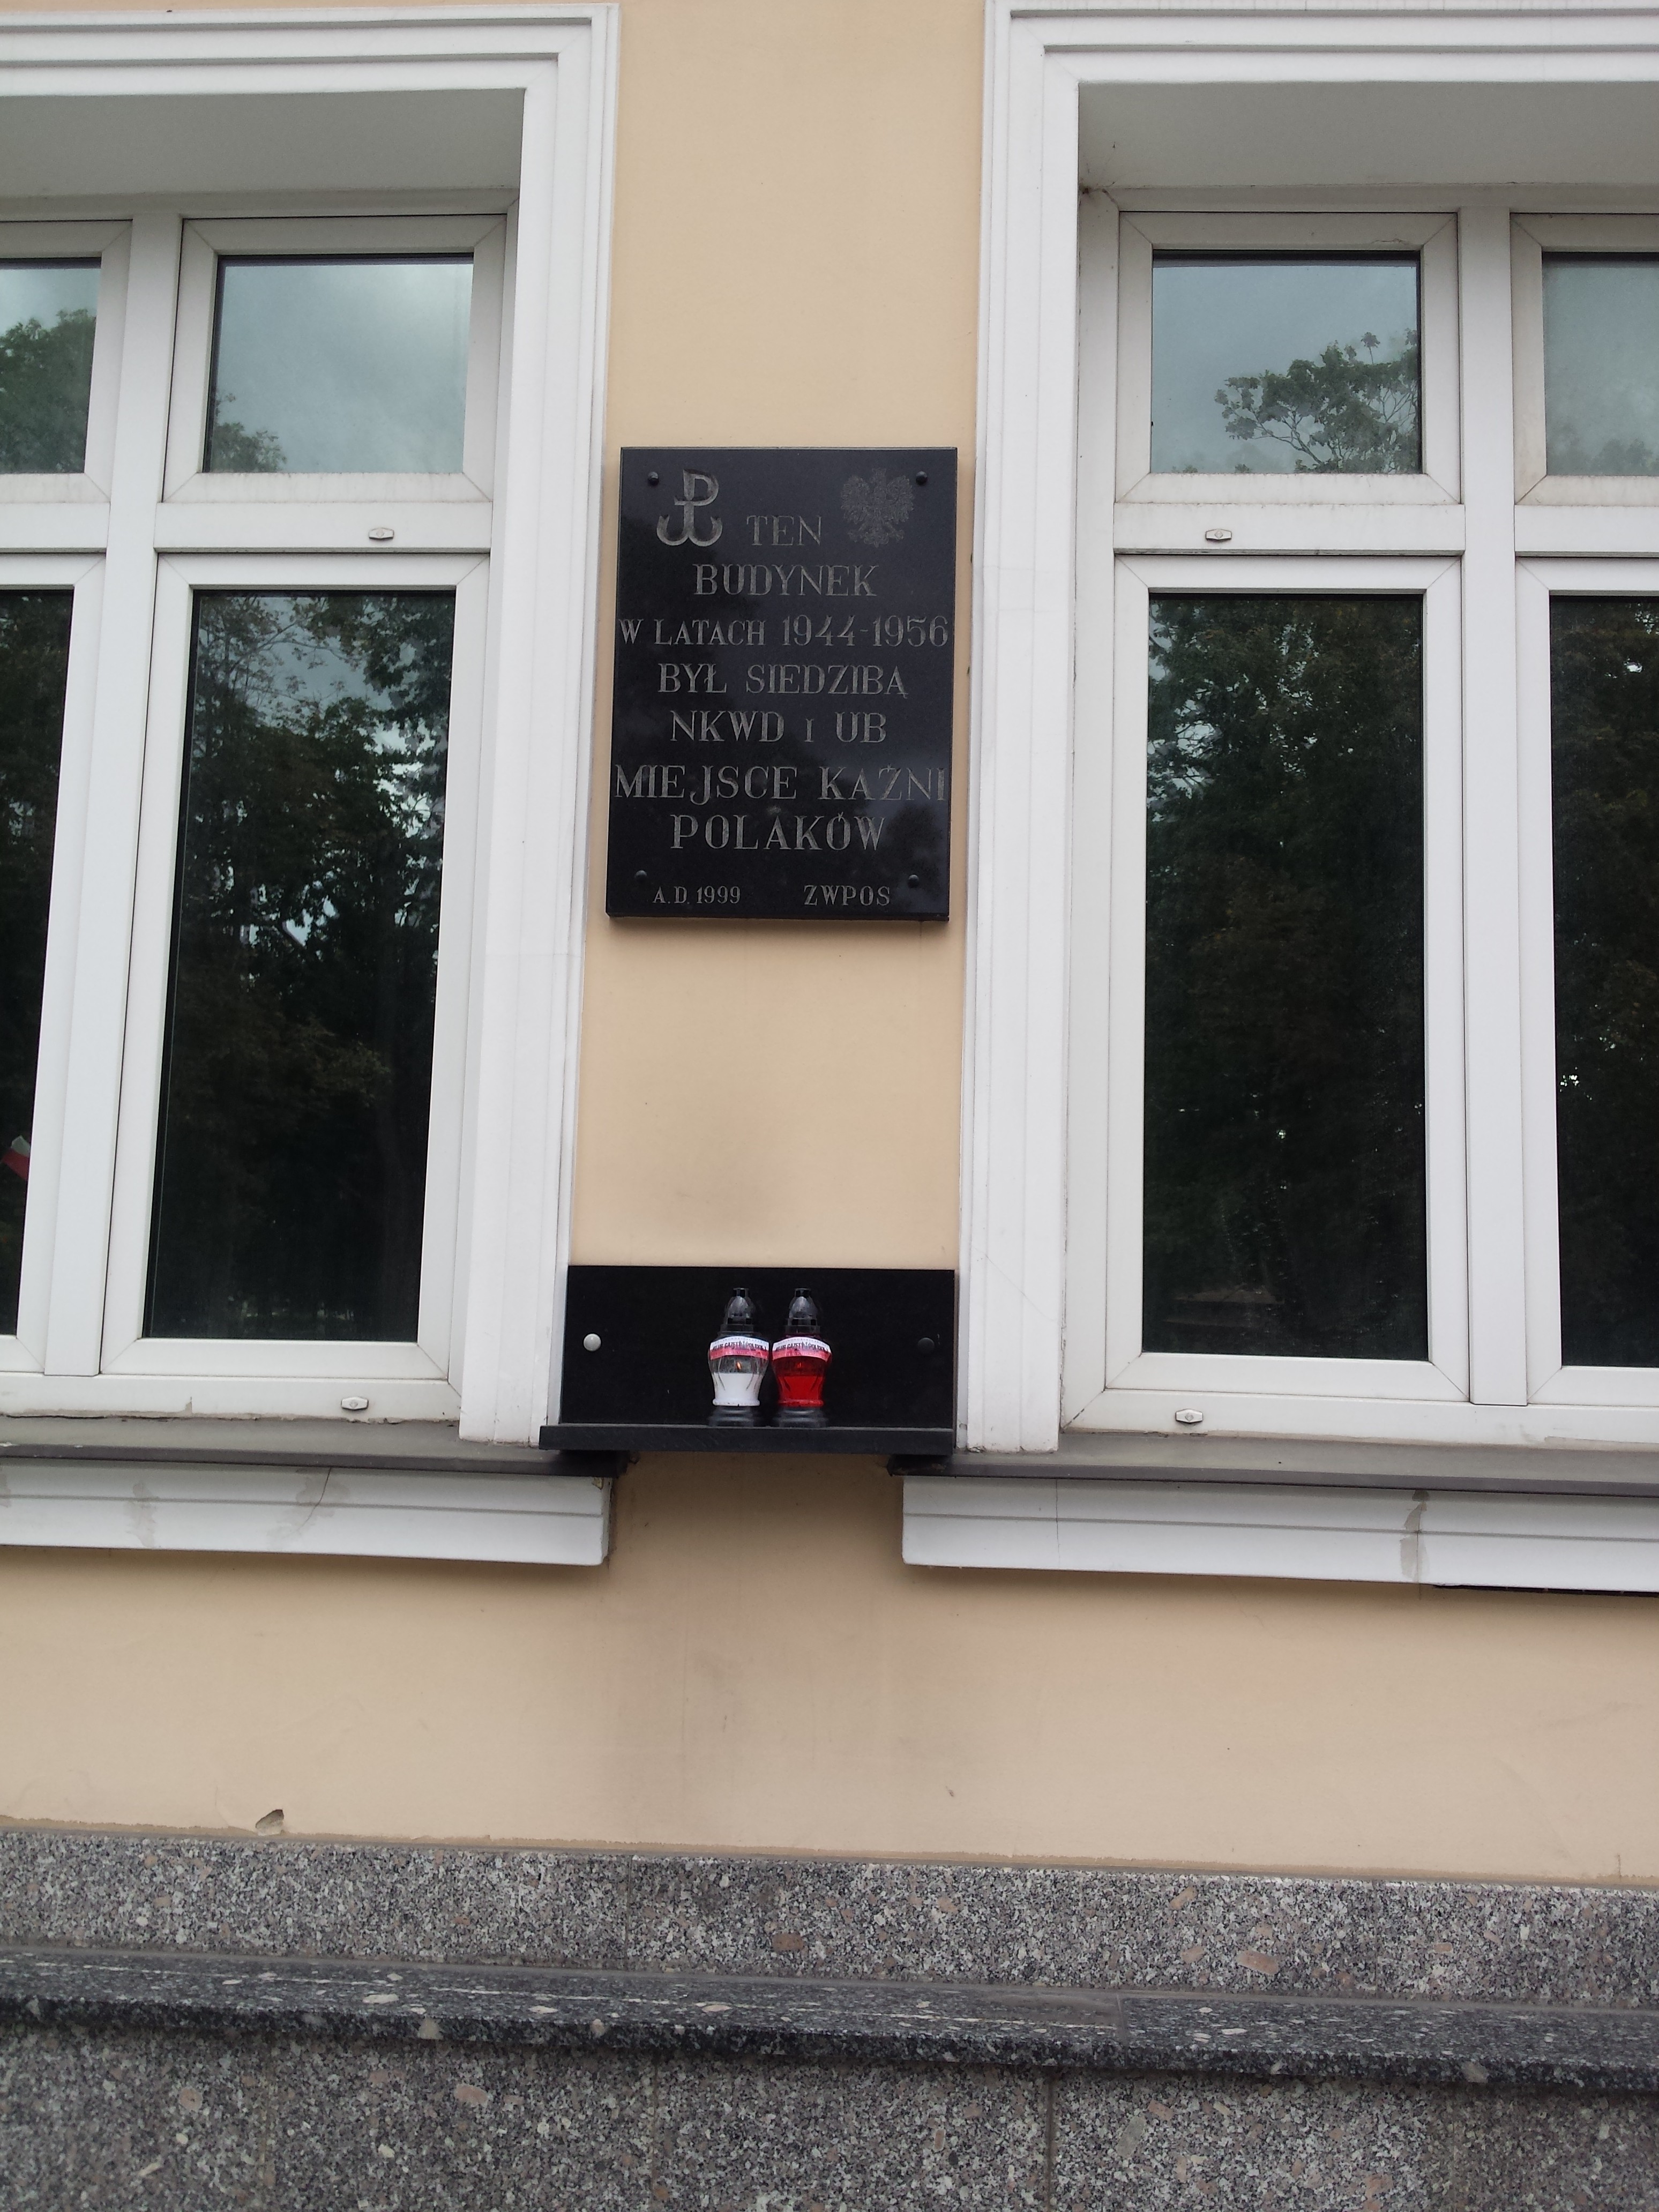 TEN
BUDYNEK
W LATACH 1944-1956
BYŁ SIEDZIBĄ
NKWD I UB
MIEJSCE KAŹNI
POLAKÓW
A.D. 1999 ZWPOS